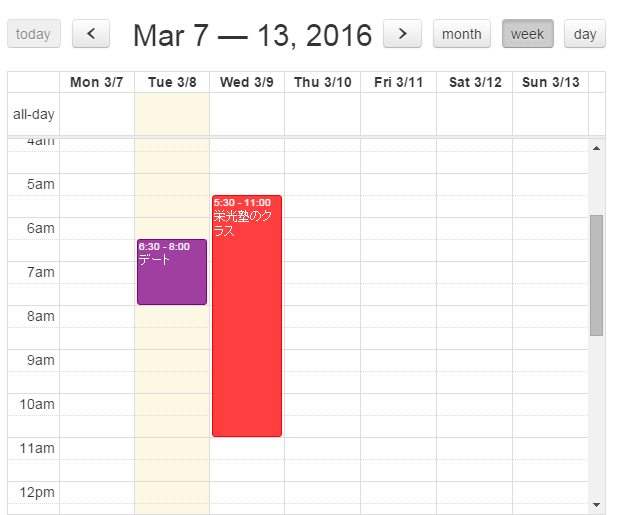 today
Mar 7 — 13, 2016
month
week
day
Mon 3/7
Tue 3/8
Wed 3/9
Thu 3/10
Fri 3/11
Sat 3/12
Sun 3/13
all-day
4am
5am
5:30 - 11:00
栄光塾のク
ラス
6am
6:30 - 8:00
デート
7am
8am
9am
10am
11am
12pm